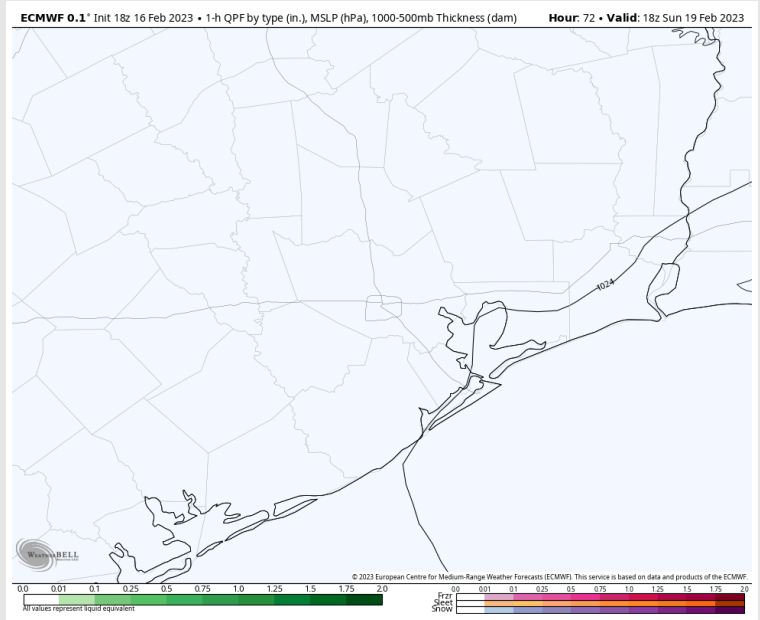 ECMWF 0.1° Init 18z 16 Feb 2023 • 1-h QPF by type (in.), MSLP (hPa), 1000-500mb Thickness (dam) Hour: 72 • Valid: 18z Sun 19 Feb 2023
1024
WEATHERBELL
© 2023 European Centre for Medium-Range Weather Forecasts (ECMWF). This service is based on data and products of the ECMWF.
0.0 0.01 0.25 0.5 0.75 1.0 1.25 1.5 1.75 2.0
All values represent liquid equivalent
0.0 0.01 0.1 0.25 0.5 0.75 1.0 1.25 1.5 1.75 2.0
Frzr
Sleet
Snow